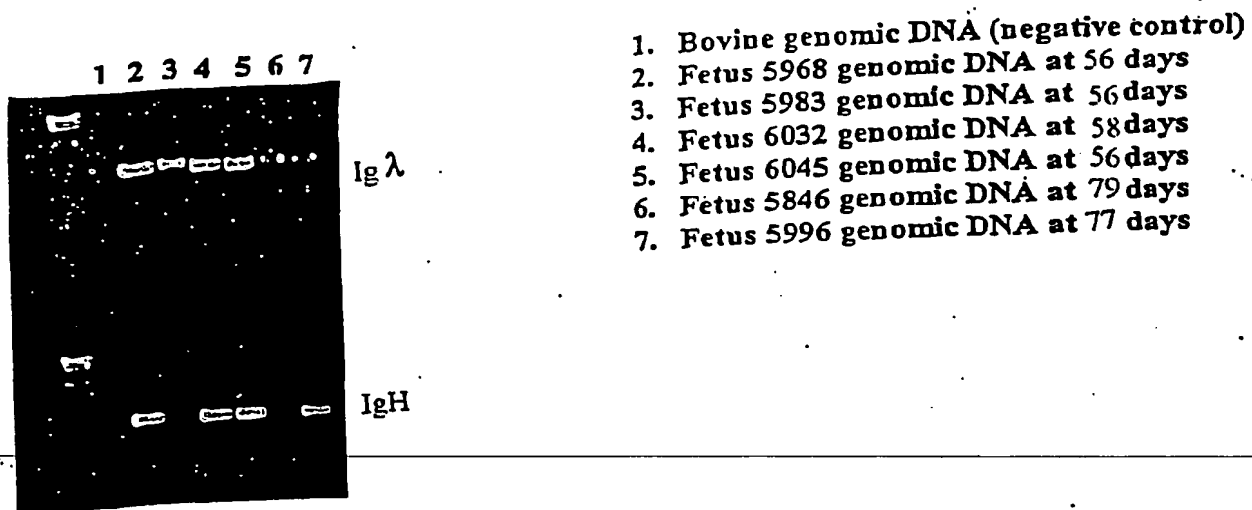 1 2 3 4 5 6 7
Ig λ
IgH
1. Bovine genomic DNA (negative control)
2. Fetus 5968 genomic DNA at 56 days
3. Fetus 5983 genomic DNA at 56 days
4. Fetus 6032 genomic DNA at 58 days
5. Fetus 6045 genomic DNA at 56 days
6. Fetus 5846 genomic DNA at 79 days
7. Fetus 5996 genomic DNA at 77 days